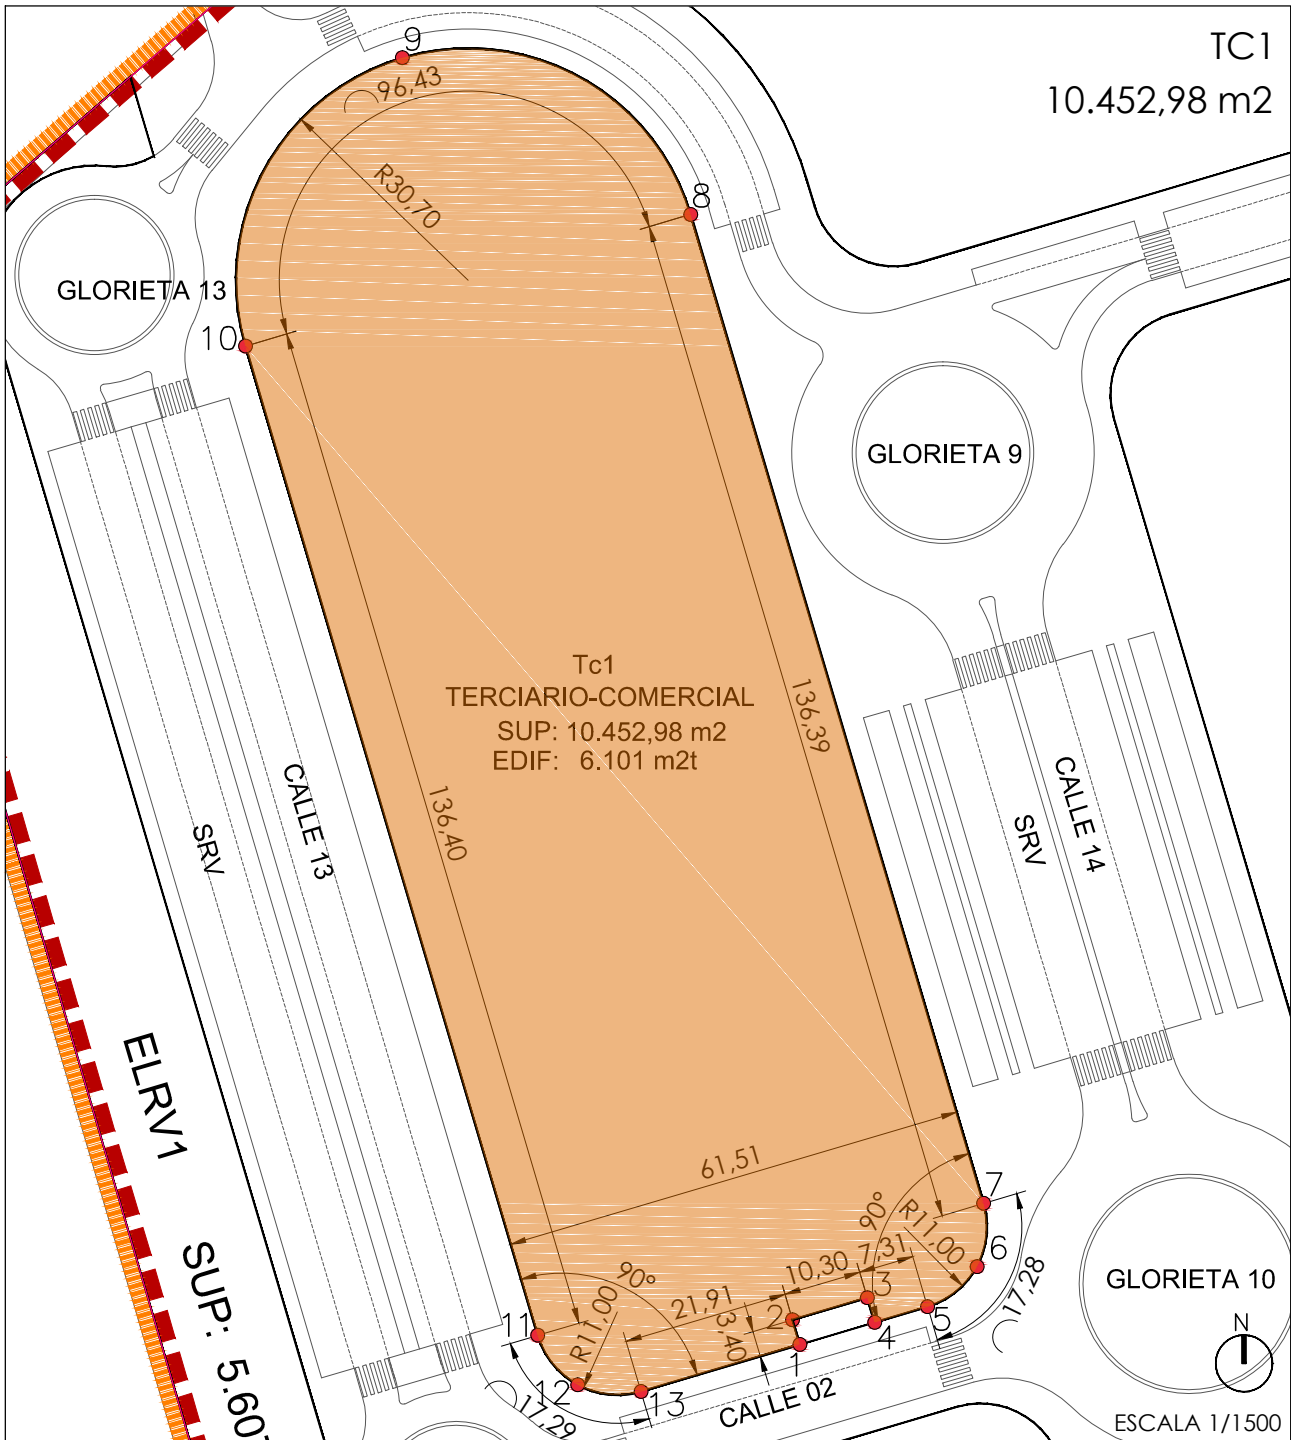 TC1
10.452,98 m2
9
96,43
R30,70
8
GLORIETA 13
10
GLORIETA 9
Tc1
TERCIARIO-COMERCIAL
SUP: 10.452,98 m2
EDIF: 6.101 m2t
136,39
136,40
CALLE 13
SRV
CALLE 14
SRV
ELRV1
SUP: 5.607
61,51
7
90°
R11,00
6
7,31
10,30
3
17,28
GLORIETA 10
90°
21,91
2
5
4
11
R11,00
3,40
1
N
12
13
17,29
CALLE 02
ESCALA 1/1500